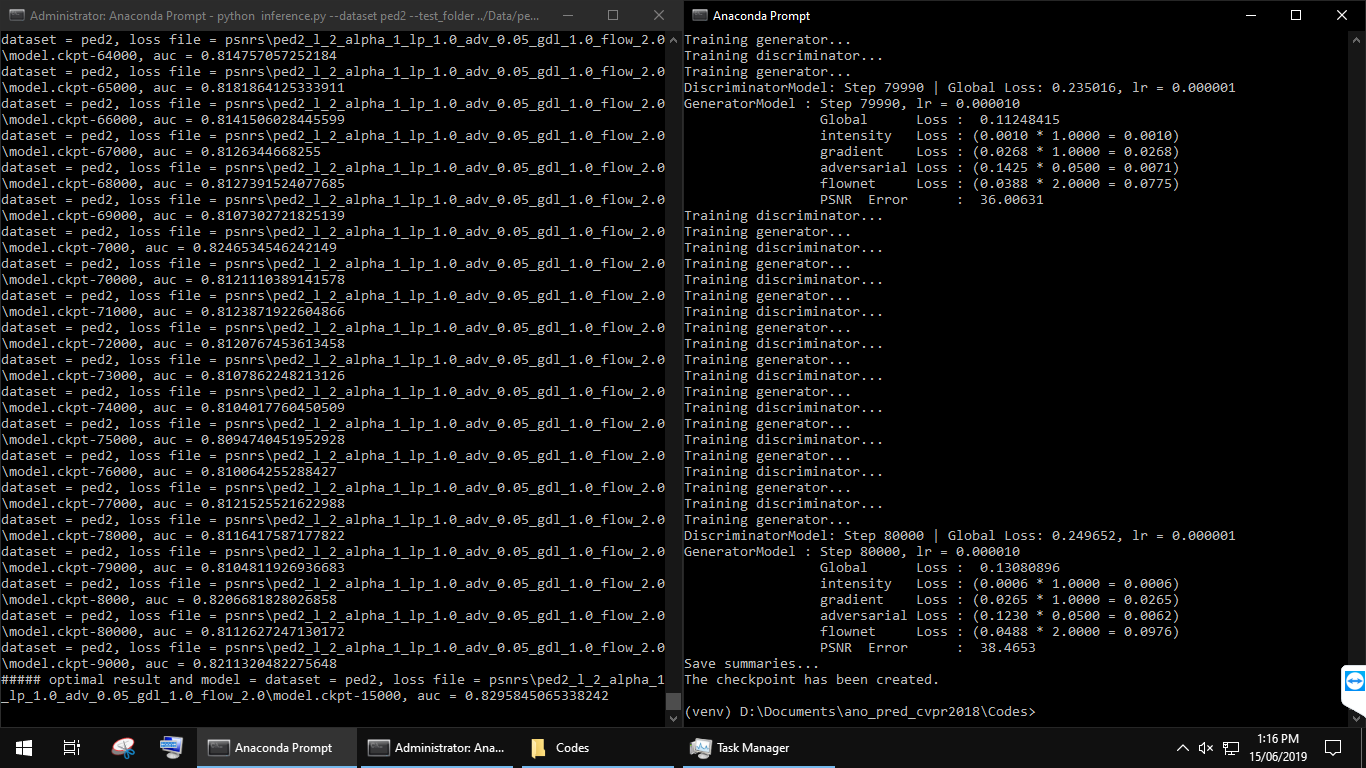 Administrator: Anaconda Prompt - python  inference.py --dataset ped2 --test_folder ../Data/pe...
dataset = ped2, loss file = psnrs\ped2_l_2_alpha_1_lp_1.0_adv_0.05_gdl_1.0_flow_2.0
\model.ckpt-64000, auc = 0.814757057252184
dataset = ped2, loss file = psnrs\ped2_l_2_alpha_1_lp_1.0_adv_0.05_gdl_1.0_flow_2.0
\model.ckpt-65000, auc = 0.8181864125333911
dataset = ped2, loss file = psnrs\ped2_l_2_alpha_1_lp_1.0_adv_0.05_gdl_1.0_flow_2.0
\model.ckpt-66000, auc = 0.8141506028445599
dataset = ped2, loss file = psnrs\ped2_l_2_alpha_1_lp_1.0_adv_0.05_gdl_1.0_flow_2.0
\model.ckpt-67000, auc = 0.8126344668255
dataset = ped2, loss file = psnrs\ped2_l_2_alpha_1_lp_1.0_adv_0.05_gdl_1.0_flow_2.0
\model.ckpt-68000, auc = 0.8127391524077685
dataset = ped2, loss file = psnrs\ped2_l_2_alpha_1_lp_1.0_adv_0.05_gdl_1.0_flow_2.0
\model.ckpt-69000, auc = 0.8107302721825139
dataset = ped2, loss file = psnrs\ped2_l_2_alpha_1_lp_1.0_adv_0.05_gdl_1.0_flow_2.0
\model.ckpt-7000, auc = 0.8246534546242149
dataset = ped2, loss file = psnrs\ped2_l_2_alpha_1_lp_1.0_adv_0.05_gdl_1.0_flow_2.0
\model.ckpt-70000, auc = 0.8121110389141578
dataset = ped2, loss file = psnrs\ped2_l_2_alpha_1_lp_1.0_adv_0.05_gdl_1.0_flow_2.0
\model.ckpt-71000, auc = 0.8123871922604866
dataset = ped2, loss file = psnrs\ped2_l_2_alpha_1_lp_1.0_adv_0.05_gdl_1.0_flow_2.0
\model.ckpt-72000, auc = 0.8120767453613458
dataset = ped2, loss file = psnrs\ped2_l_2_alpha_1_lp_1.0_adv_0.05_gdl_1.0_flow_2.0
\model.ckpt-73000, auc = 0.8107862248213126
dataset = ped2, loss file = psnrs\ped2_l_2_alpha_1_lp_1.0_adv_0.05_gdl_1.0_flow_2.0
\model.ckpt-74000, auc = 0.8104017760450509
dataset = ped2, loss file = psnrs\ped2_l_2_alpha_1_lp_1.0_adv_0.05_gdl_1.0_flow_2.0
\model.ckpt-75000, auc = 0.8094740451952928
dataset = ped2, loss file = psnrs\ped2_l_2_alpha_1_lp_1.0_adv_0.05_gdl_1.0_flow_2.0
\model.ckpt-76000, auc = 0.810064255288427
dataset = ped2, loss file = psnrs\ped2_l_2_alpha_1_lp_1.0_adv_0.05_gdl_1.0_flow_2.0
\model.ckpt-77000, auc = 0.8121525521622988
dataset = ped2, loss file = psnrs\ped2_l_2_alpha_1_lp_1.0_adv_0.05_gdl_1.0_flow_2.0
\model.ckpt-78000, auc = 0.8116417587177822
dataset = ped2, loss file = psnrs\ped2_l_2_alpha_1_lp_1.0_adv_0.05_gdl_1.0_flow_2.0
\model.ckpt-79000, auc = 0.8104811926936683
dataset = ped2, loss file = psnrs\ped2_l_2_alpha_1_lp_1.0_adv_0.05_gdl_1.0_flow_2.0
\model.ckpt-8000, auc = 0.8206681828026858
dataset = ped2, loss file = psnrs\ped2_l_2_alpha_1_lp_1.0_adv_0.05_gdl_1.0_flow_2.0
\model.ckpt-80000, auc = 0.8112627247130172
dataset = ped2, loss file = psnrs\ped2_l_2_alpha_1_lp_1.0_adv_0.05_gdl_1.0_flow_2.0
\model.ckpt-9000, auc = 0.8211320482275648
##### optimal result and model = dataset = ped2, loss file = psnrs\ped2_l_2_alpha_1
_lp_1.0_adv_0.05_gdl_1.0_flow_2.0\model.ckpt-15000, auc = 0.8295845065338242
Anaconda Prompt
Training generator...
Training discriminator...
Training generator...
DiscriminatorModel: Step 79990 | Global Loss: 0.235016, lr = 0.000001
GeneratorModel : Step 79990, lr = 0.000010
Global      Loss :  0.11248415
intensity   Loss : (0.0010 * 1.0000 = 0.0010)
gradient    Loss : (0.0268 * 1.0000 = 0.0268)
adversarial Loss : (0.1425 * 0.0500 = 0.0071)
flownet     Loss : (0.0388 * 2.0000 = 0.0775)
PSNR  Error      :  36.00631
Training discriminator...
Training generator...
Training discriminator...
Training generator...
Training discriminator...
Training generator...
Training discriminator...
Training generator...
Training discriminator...
Training generator...
Training discriminator...
Training generator...
Training discriminator...
Training generator...
Training discriminator...
Training generator...
Training discriminator...
Training generator...
Training discriminator...
Training generator...
DiscriminatorModel: Step 80000 | Global Loss: 0.249652, lr = 0.000001
GeneratorModel : Step 80000, lr = 0.000010
Global      Loss :  0.13080896
intensity   Loss : (0.0006 * 1.0000 = 0.0006)
gradient    Loss : (0.0265 * 1.0000 = 0.0265)
adversarial Loss : (0.1230 * 0.0500 = 0.0062)
flownet     Loss : (0.0488 * 2.0000 = 0.0976)
PSNR  Error      :  38.4653
Save summaries...
The checkpoint has been created.
(venv) D:\Documents\ano_pred_cvpr2018\Codes>
Anaconda Prompt
Administrator: Ana...
Codes
Task Manager
1:16 PM
15/06/2019